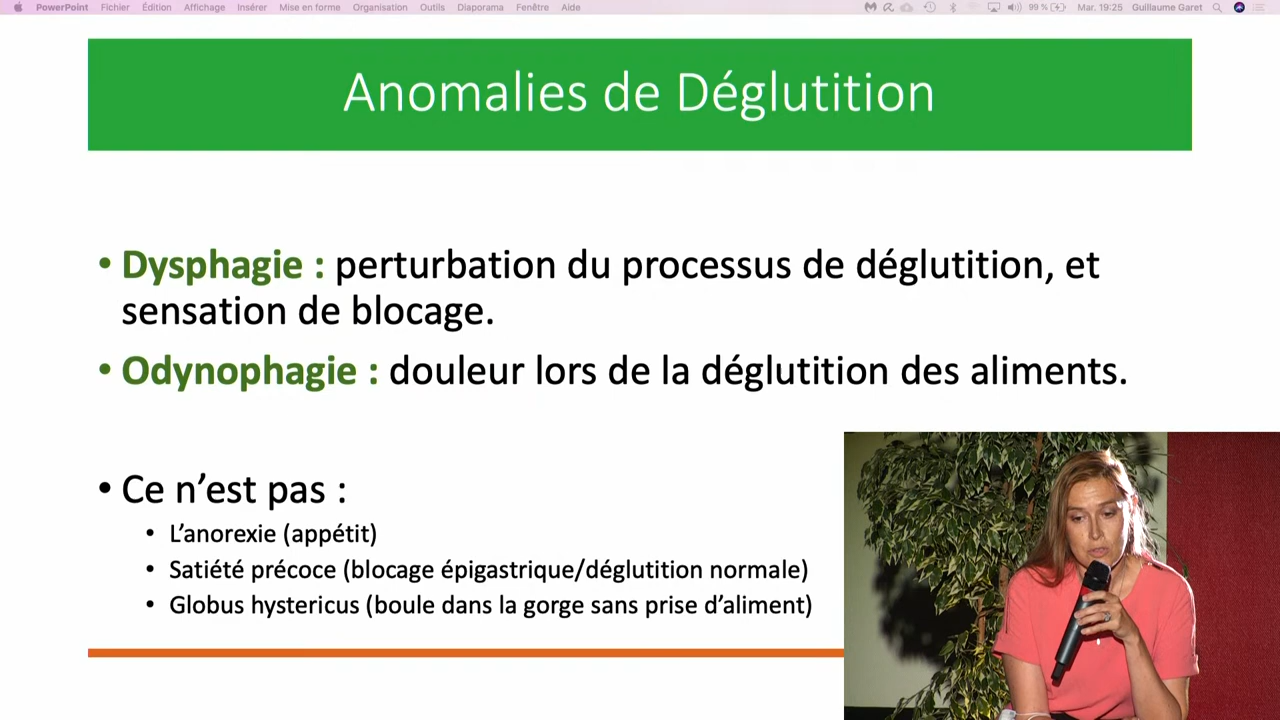 PowerPoint Fichier Édition Affichage Insérer Mise en forme Organisation Outils Diaporama Fenêtre Aide 99 % Mar. 19:25 Guillaume Garet
Anomalies de Déglutition
• Dysphagie : perturbation du processus de déglutition, et
sensation de blocage.
• Odynophagie : douleur lors de la déglutition des aliments.
• Ce n’est pas :
• L’anorexie (appétit)
• Satiété précoce (blocage épigastrique/déglutition normale)
• Globus hystericus (boule dans la gorge sans prise d’aliment)